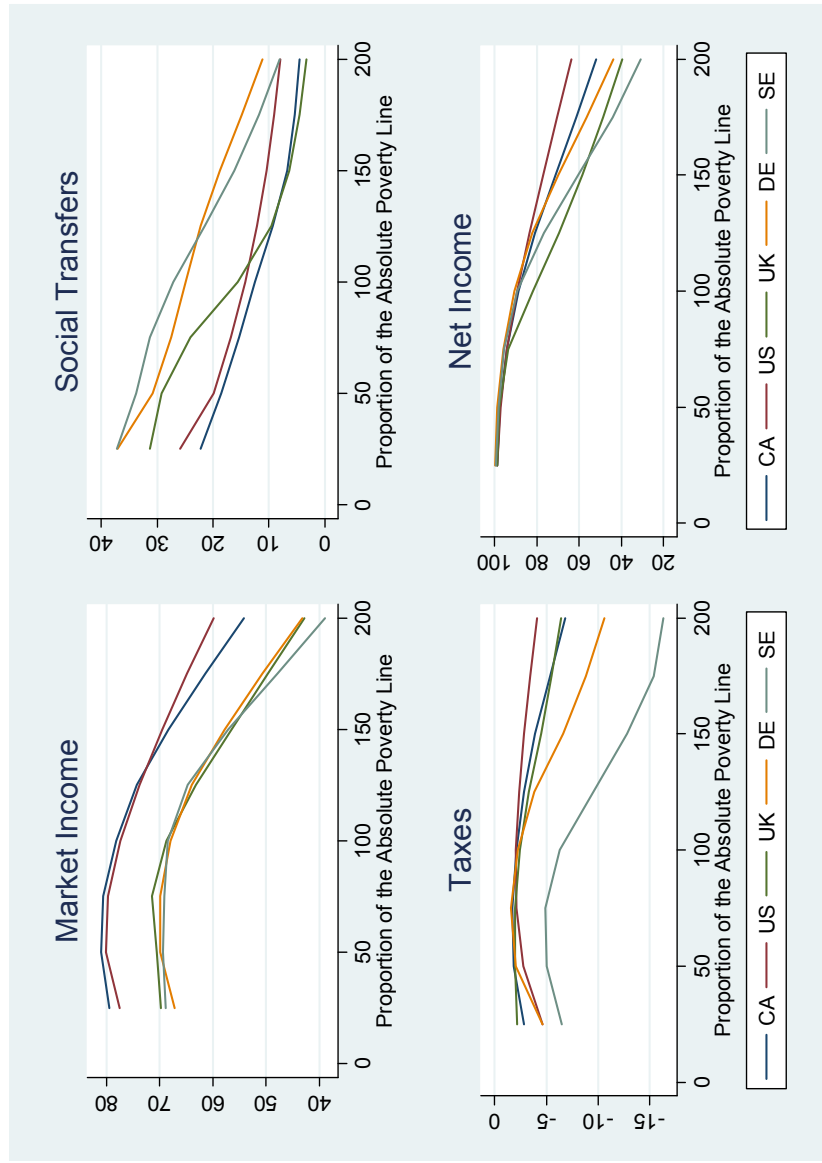 Market Income
80
70
60
50
40
0 50 100 150 200
Proportion of the Absolute Poverty Line
Social Transfers
40
30
20
10
0
0 50 100 150 200
Proportion of the Absolute Poverty Line
Taxes
0
-5
-10
-15
0 50 100 150 200
Proportion of the Absolute Poverty Line
CA US UK DE SE
Net Income
100
80
60
40
20
0 50 100 150 200
Proportion of the Absolute Poverty Line
CA US UK DE SE